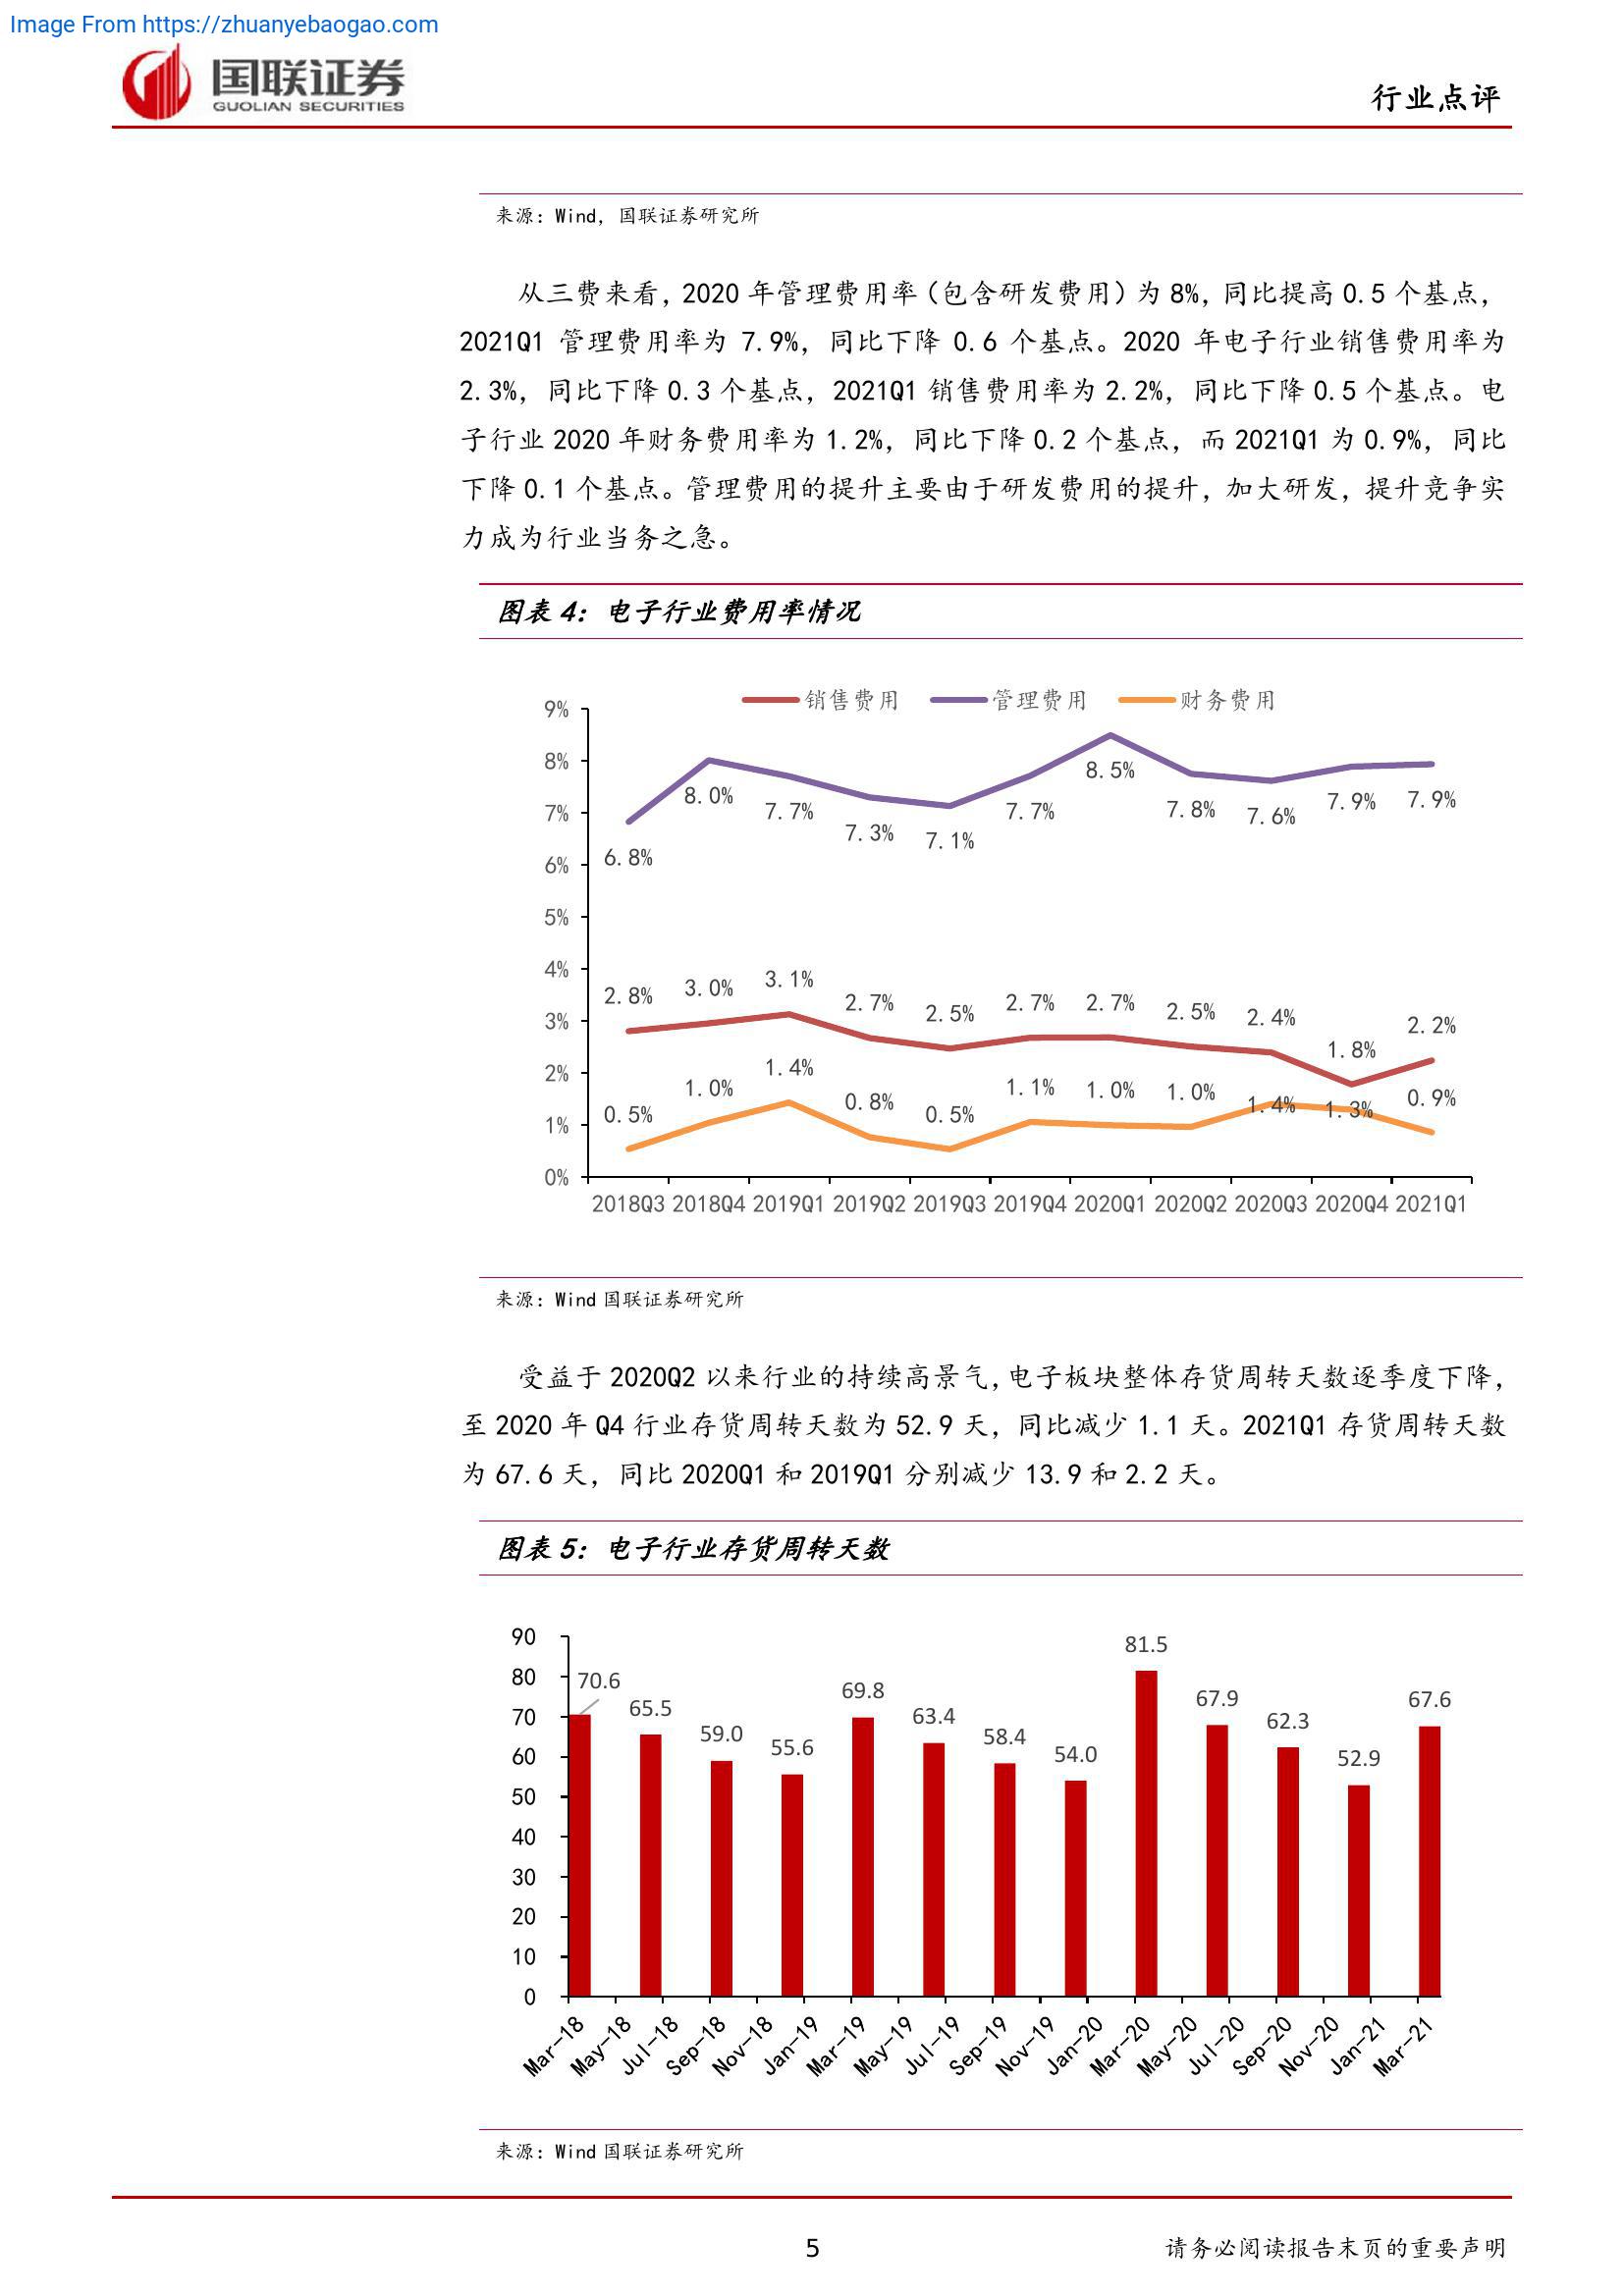 Image From https://zhuanyebaogao.com
国联证券
GUOLIAN SECURITIES
行业点评
来源：Wind，国联证券研究所
从三费来看，2020 年管理费用率（包含研发费用）为 8%，同比提高 0.5 个基点，
2021Q1 管理费用率为 7.9%，同比下降 0.6 个基点。2020 年电子行业销售费用率为
2.3%，同比下降 0.3 个基点，2021Q1 销售费用率为 2.2%，同比下降 0.5 个基点。电
子行业 2020 年财务费用率为 1.2%，同比下降 0.2 个基点，而 2021Q1 为 0.9%，同比
下降 0.1 个基点。管理费用的提升主要由于研发费用的提升，加大研发，提升竞争实
力成为行业当务之急。
图表 4：电子行业费用率情况
销售费用 管理费用 财务费用
9%
8%
7%
6%
5%
4%
3%
2%
1%
0%
6.8% 8.0% 7.7% 7.3% 7.1% 7.7% 8.5% 7.8% 7.6% 7.9% 7.9%
2.8% 3.0% 3.1% 2.7% 2.5% 2.7% 2.7% 2.5% 2.4% 1.8% 2.2%
0.5% 1.0% 1.4% 0.8% 0.5% 1.1% 1.0% 1.0% 1.4% 1.3% 0.9%
2018Q3 2018Q4 2019Q1 2019Q2 2019Q3 2019Q4 2020Q1 2020Q2 2020Q3 2020Q4 2021Q1
来源：Wind 国联证券研究所
受益于 2020Q2 以来行业的持续高景气，电子板块整体存货周转天数逐季度下降，
至 2020 年 Q4 行业存货周转天数为 52.9 天，同比减少 1.1 天。2021Q1 存货周转天数
为 67.6 天，同比 2020Q1 和 2019Q1 分别减少 13.9 和 2.2 天。
图表 5：电子行业存货周转天数
90
80
70
60
50
40
30
20
10
0
70.6 65.5 59.0 55.6 69.8 63.4 58.4 54.0 81.5 67.9 62.3 52.9 67.6
Mar-18 May-18 Jul-18 Sep-18 Nov-18 Jan-19 Mar-19 May-19 Jul-19 Sep-19 Nov-19 Jan-20 Mar-20 May-20 Jul-20 Sep-20 Nov-20 Jan-21 Mar-21
来源：Wind 国联证券研究所
5
请务必阅读报告末页的重要声明